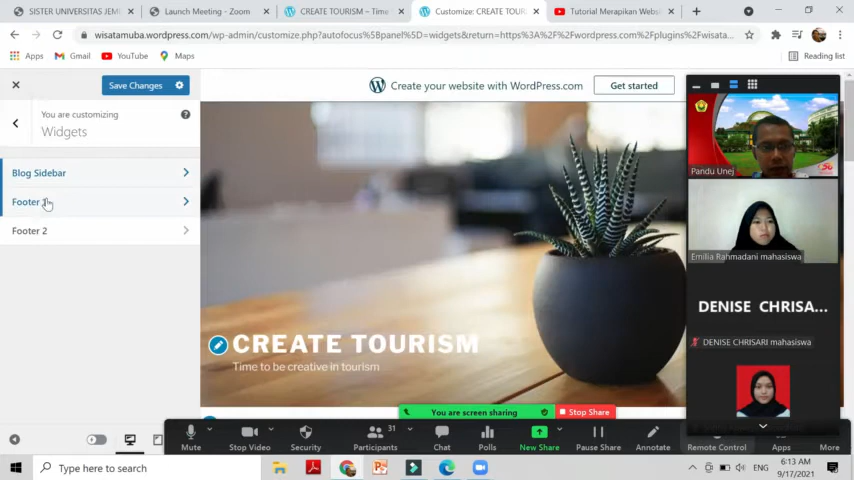 SISTER UNIVERSITAS JEM
Launch Meeting - Zoom
CREATE TOURISM – Time
Customize: CREATE TOUR
Tutorial Merapikan Webs
wisatamuba.wordpress.com/wp-admin/customize.php?autofocus%5Bpanel%5D=widgets&return=https%3A%2F%2Fwordpress.com%2Fplugins%2Fwisata...
Apps
Gmail
YouTube
Maps
Reading list
Save Changes
Create your website with WordPress.com
Get started
You are customizing
Widgets
Blog Sidebar
Footer 1
Footer 2
CREATE TOURISM
Time to be creative in tourism
Pandu Unej
Emilia Rahmadani mahasiswa
DENISE CHRISA...
DENISE CHRISARI mahasiswa
You are screen sharing
Stop Share
31
Mute
Stop Video
Security
Participants
Chat
Polls
New Share
Pause Share
Annotate
Remote Control
Apps
More
Type here to search
ENG
6:13 AM
9/17/2021